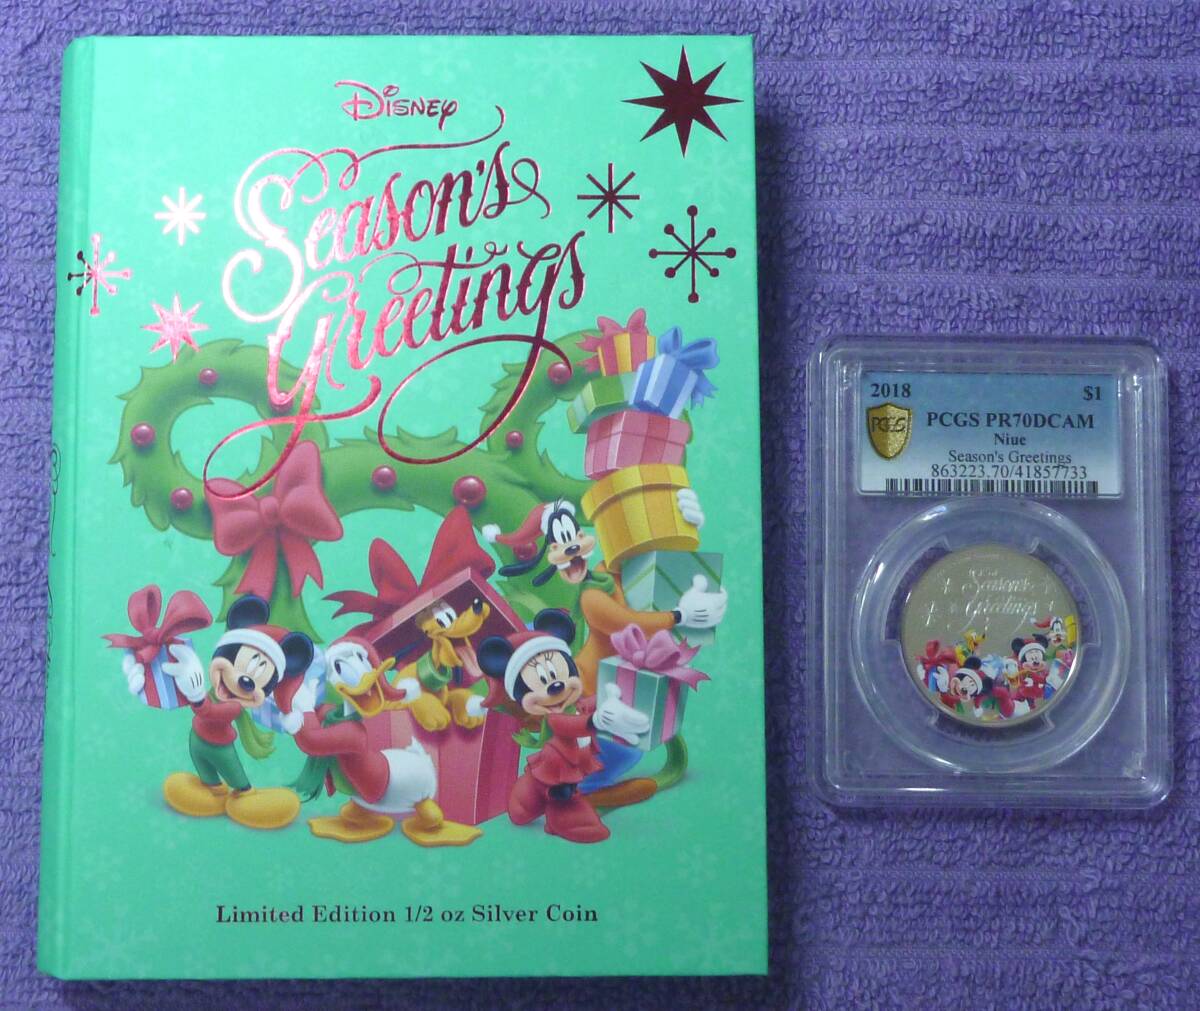 Disney
Season's
Greetings
Limited Edition 1/2 oz Silver Coin
2018 $1
PCGS
PCGS PR70DCAM
Niue
Season's Greetings
863223.70/41857733
Season's
Greetings